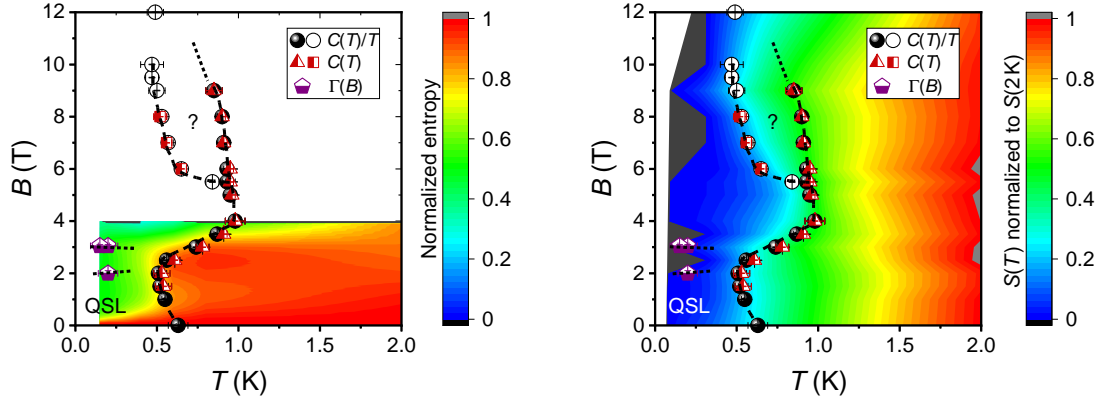 12
10
8
6
4
2
0
B (T)
0.0
0.5
1.0
1.5
2.0
T (K)
C(T)/T
C(T)
Γ(B)
?
QSL
1
0.8
0.6
0.4
0.2
0
Normalized entropy
12
10
8
6
4
2
0
B (T)
0.0
0.5
1.0
1.5
2.0
T (K)
C(T)/T
C(T)
Γ(B)
?
QSL
1
0.8
0.6
0.4
0.2
0
S(T) normalized to S(2 K)